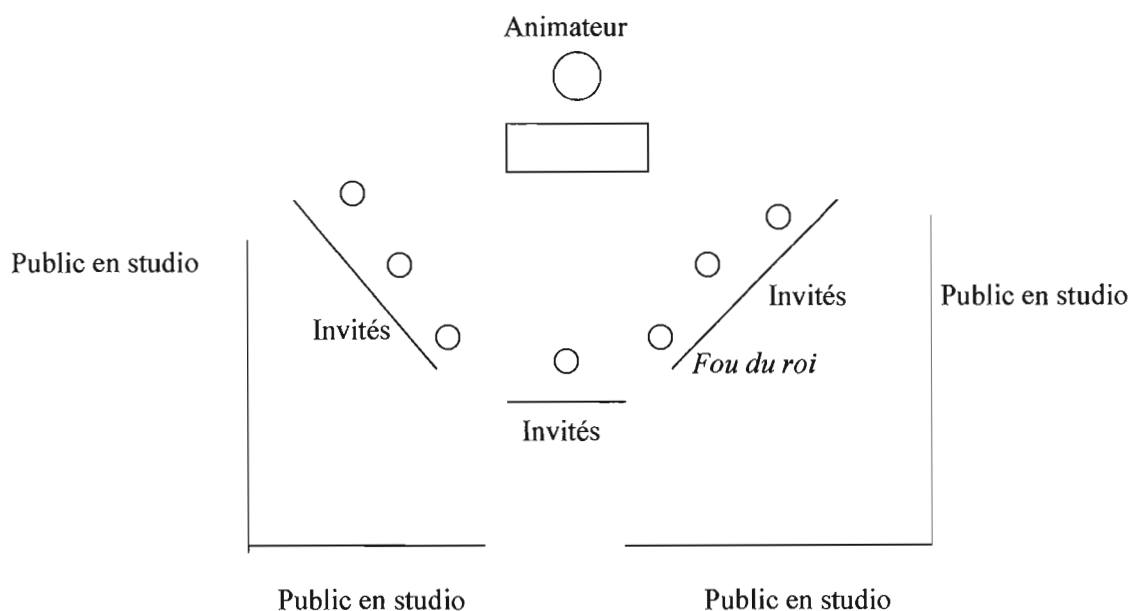 Animateur
Public en studio
Invités
Public en studio
Invités
Fou du roi
Invités
Public en studio
Public en studio